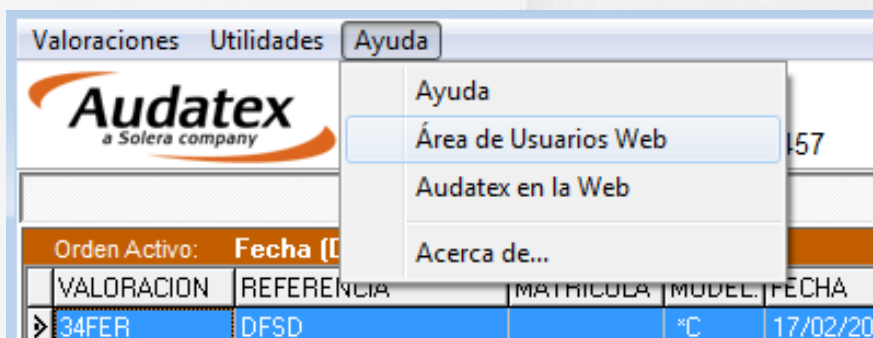 Valoraciones Utilidades Ayuda
Audatex
a Solera company
Ayuda
Área de Usuarios Web
Audatex en la Web
Acerca de...
457
Orden Activo: Fecha (D
VALORACION REFERENCIA MATRICULA MODEL. FECHA
34FER DFSD *C 17/02/20